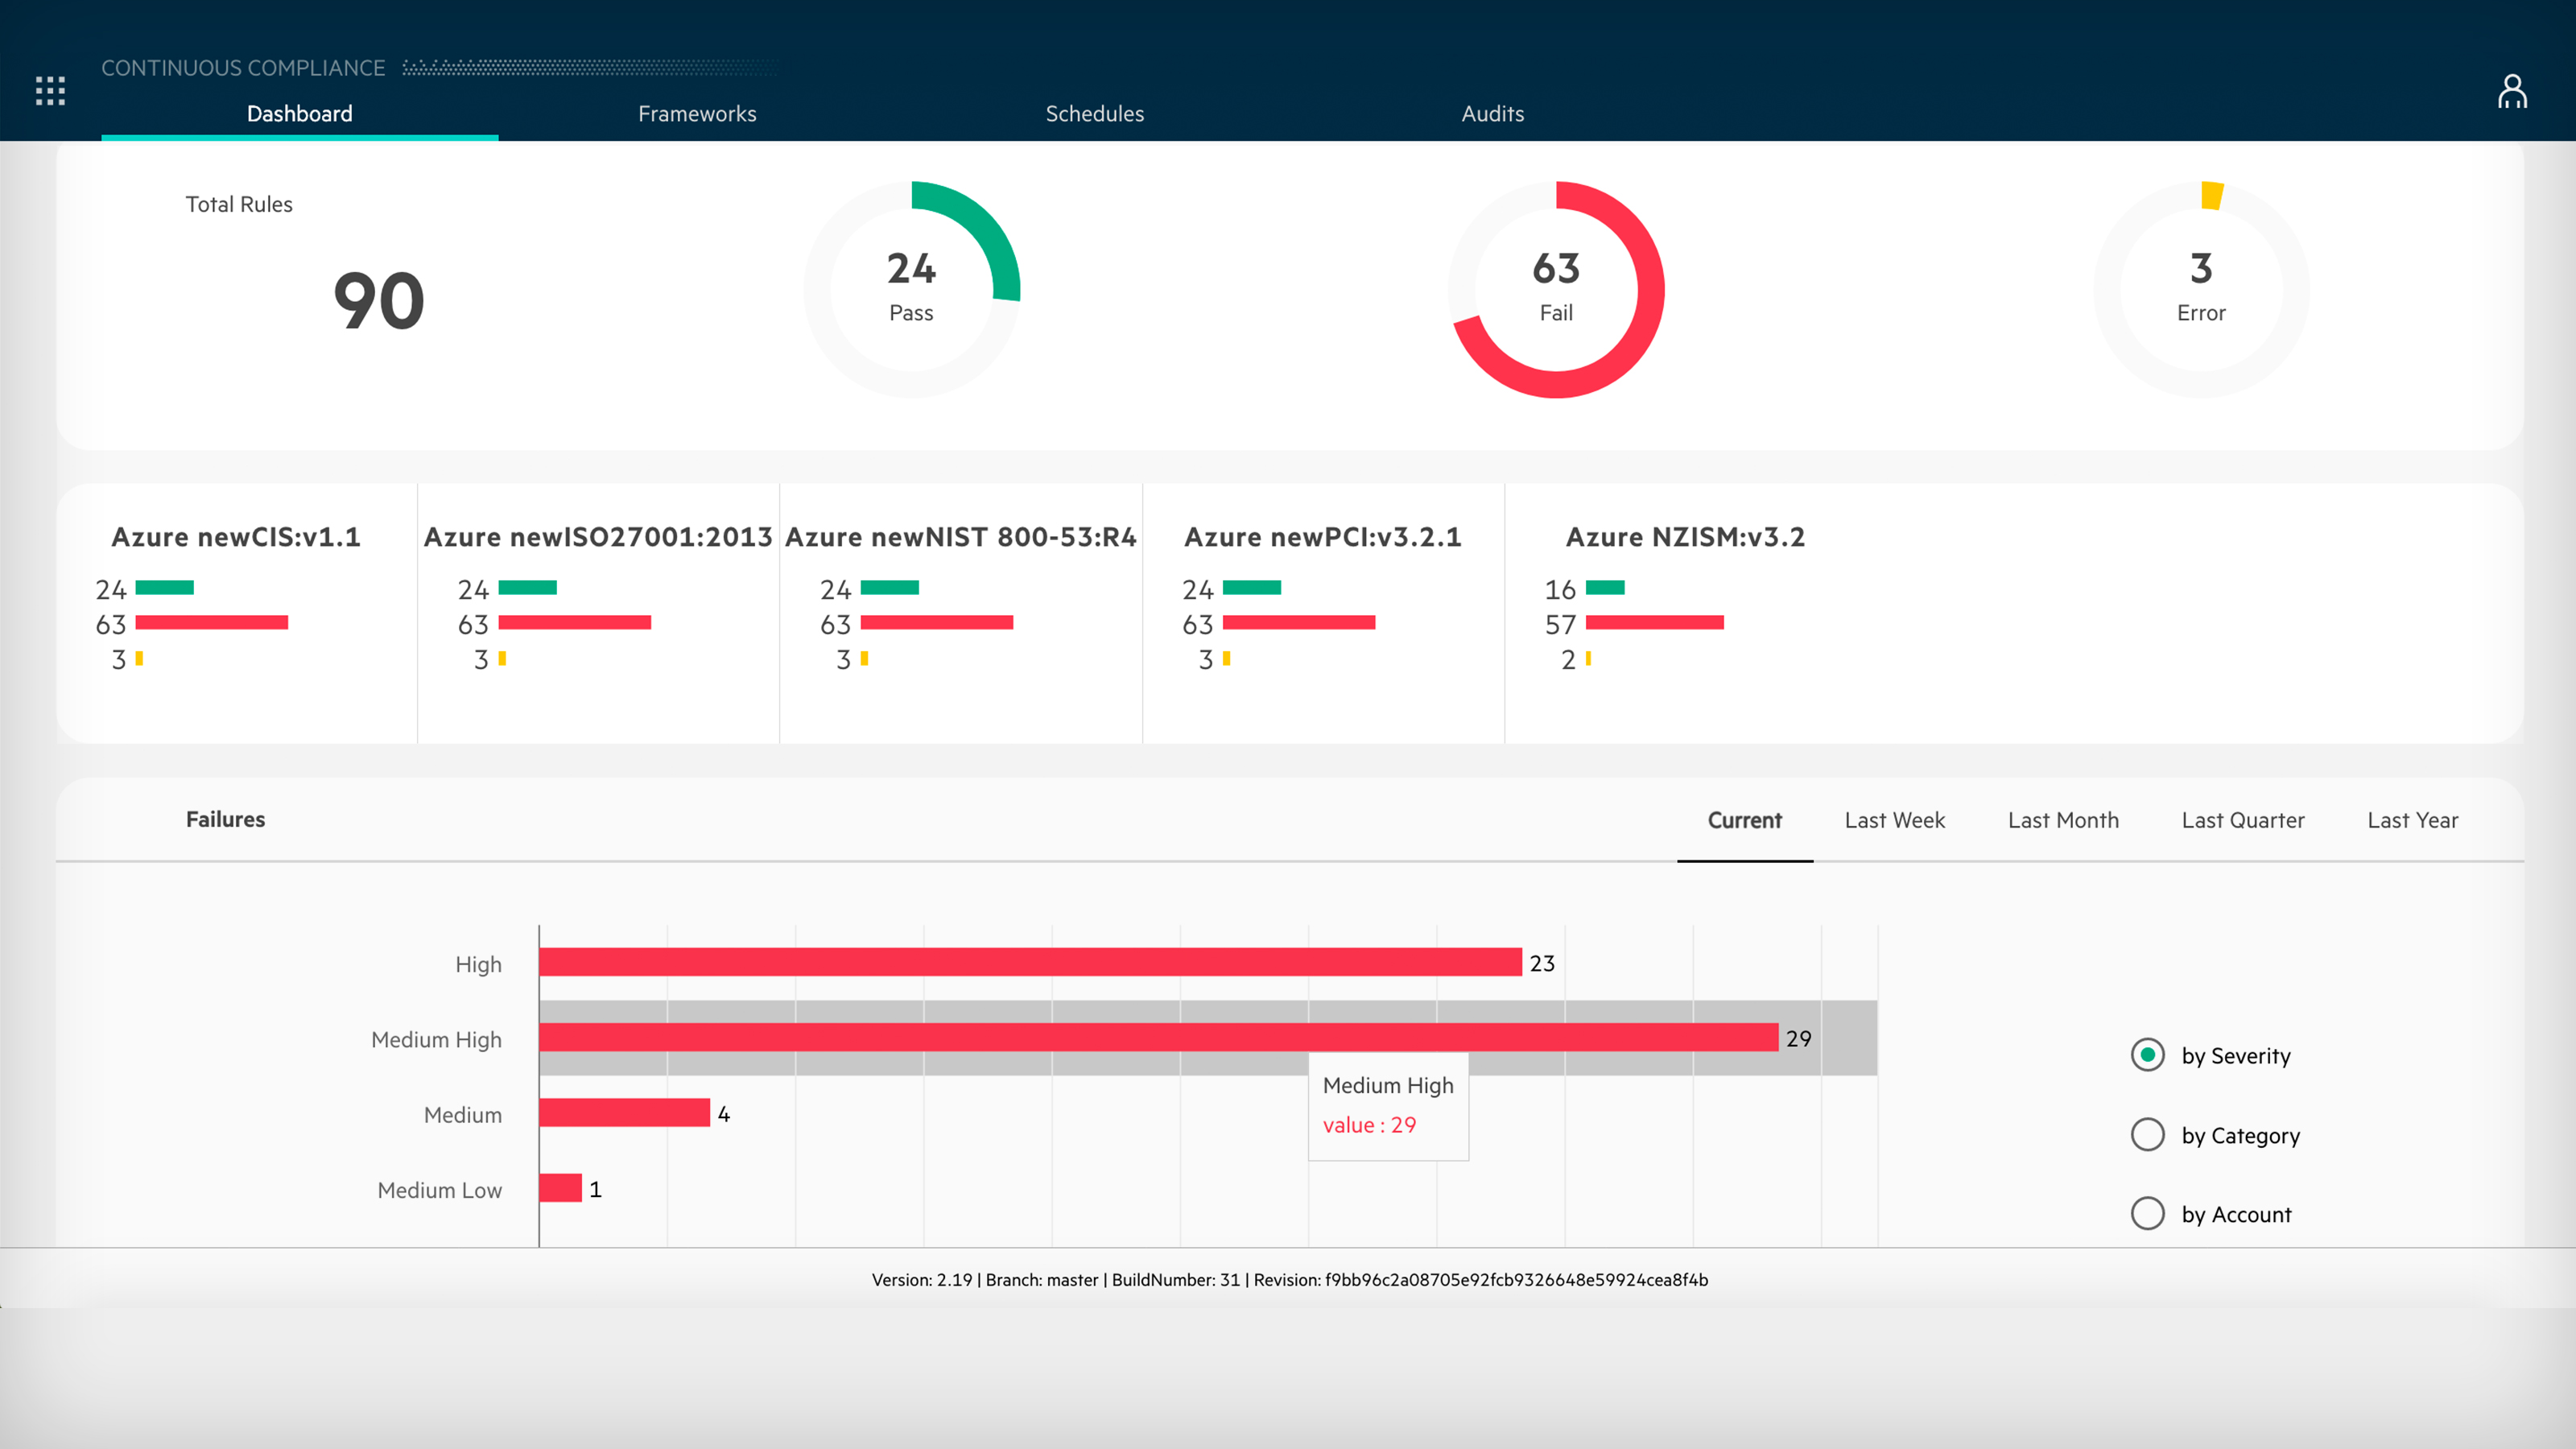 CONTINUOUS COMPLIANCE
Dashboard Frameworks Schedules Audits
Total Rules
90
24
Pass
63
Fail
3
Error
Azure newCIS:v1.1
24
63
3
Azure newISO27001:2013
24
63
3
Azure newNIST 800-53:R4
24
63
3
Azure newPCI:v3.2.1
24
63
3
Azure NZISM:v3.2
16
57
2
Failures
Current Last Week Last Month Last Quarter Last Year
High 23
Medium High 29
Medium High
value : 29
Medium 4
Medium Low 1
by Severity
by Category
by Account
Version: 2.19 | Branch: master | BuildNumber: 31 | Revision: f9bb96c2a08705e92fcb9326648e59924cea8f4b